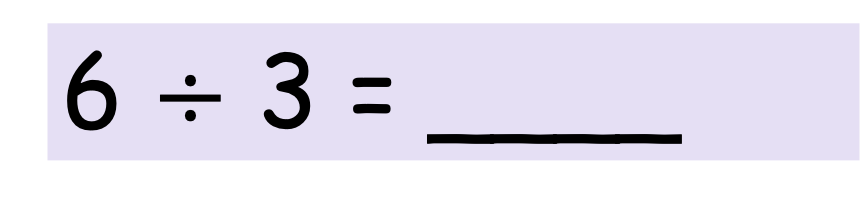 6 ÷ 3 = ____